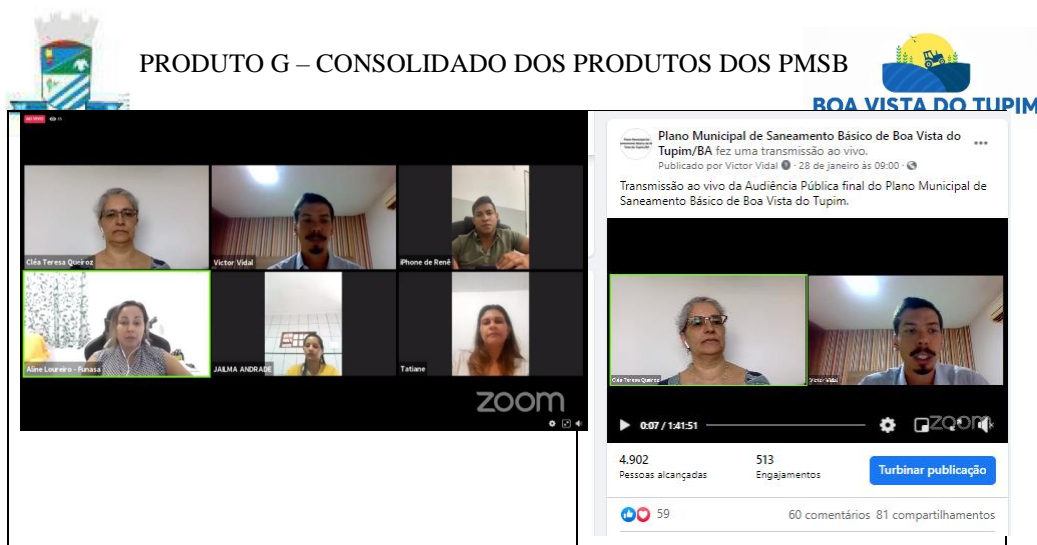 PRODUTO G – CONSOLIDADO DOS PRODUTOS DOS PMSB
BOA VISTA DO TUPIM
AO VIVO
Cléa Teresa Queiroz
Victor Vidal
iPhone de Renê
Aline Loureiro - Funasa
JAILMA ANDRADE
Tatiane
zoom
Plano Municipal de Saneamento Básico de Boa Vista do
Tupim/BA fez uma transmissão ao vivo.
Publicado por Victor Vidal · 28 de janeiro às 09:00 ·
Transmissão ao vivo da Audiência Pública final do Plano Municipal de
Saneamento Básico de Boa Vista do Tupim.
Cléa Teresa Queiroz
Victor Vidal
0:07 / 1:41:51
zoom
4.902
Pessoas alcançadas
513
Engajamentos
Turbinar publicação
59
60 comentários 81 compartilhamentos